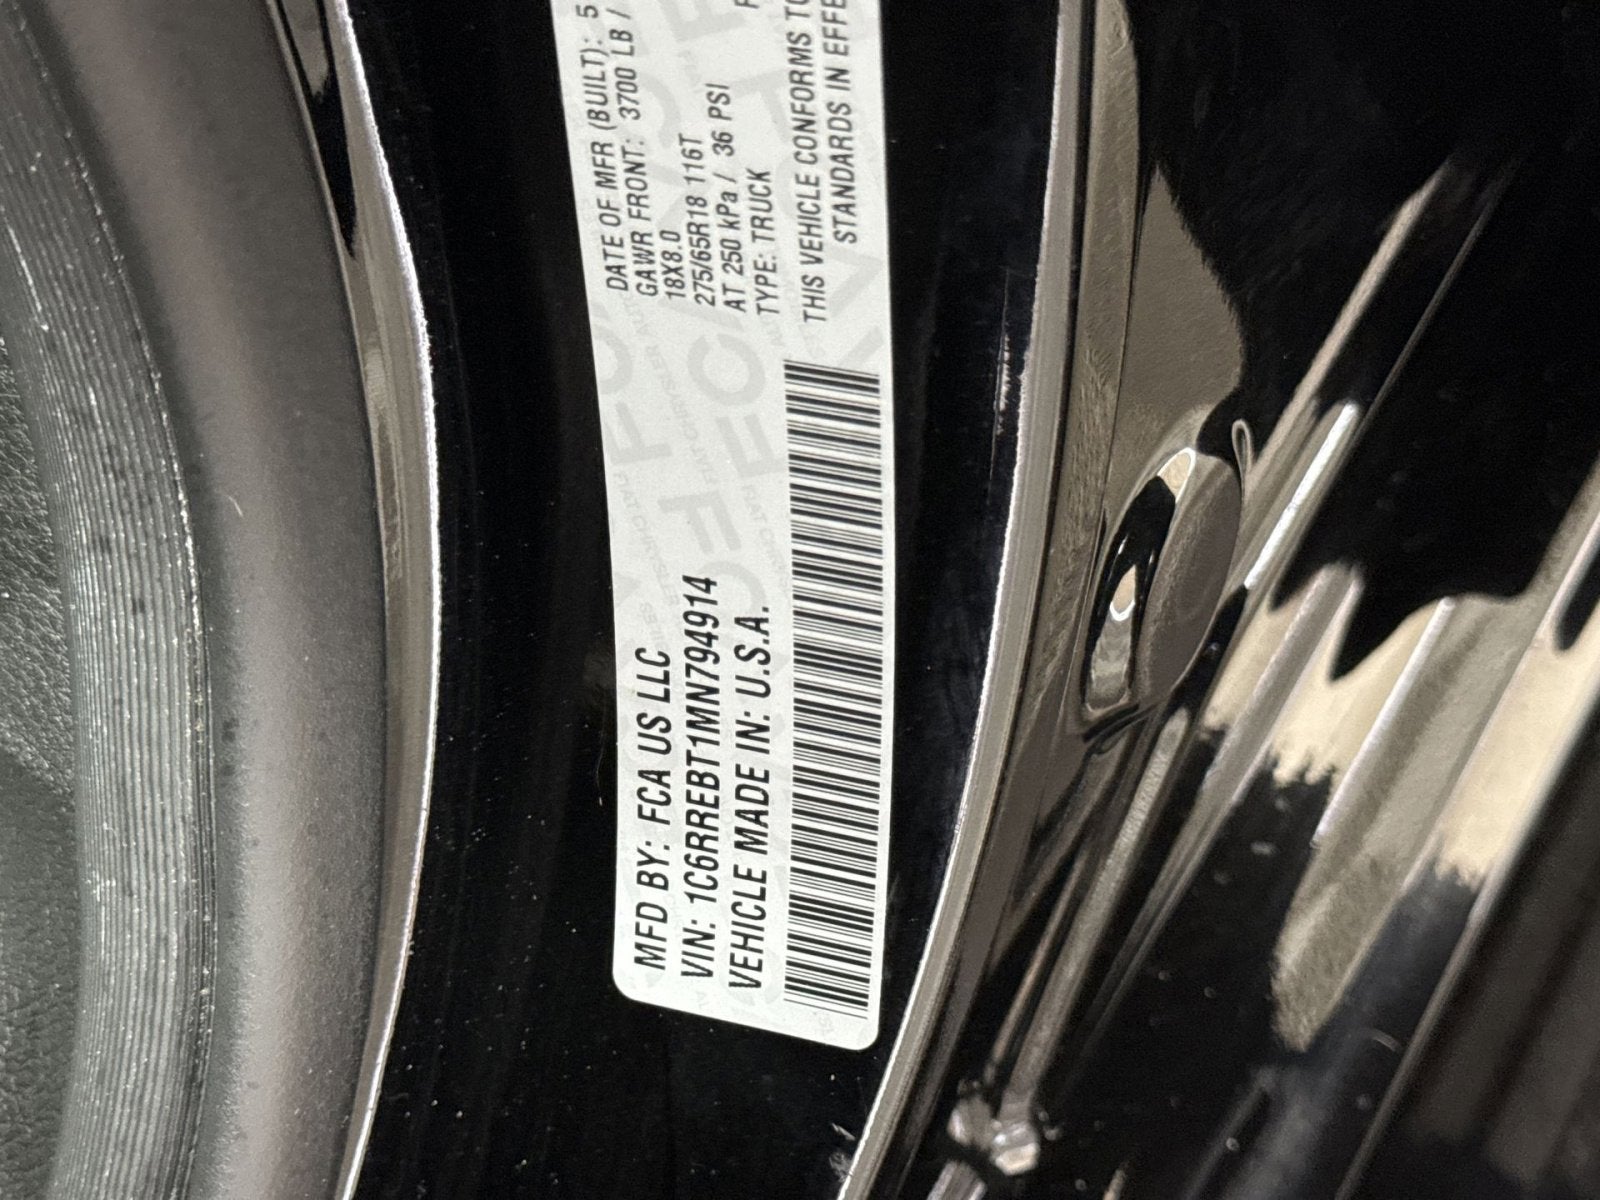 MFD BY: FCA US LLC
VIN: 1C6RREBT1MN794914
VEHICLE MADE IN: U.S.A.
DATE OF MFR (BUILT): 5
GAWR FRONT: 3700 LB /
18X8.0
275/65R18 116T
AT 250 kPa / 36 PSI
TYPE: TRUCK
THIS VEHICLE CONFORMS TO
STANDARDS IN EFFE